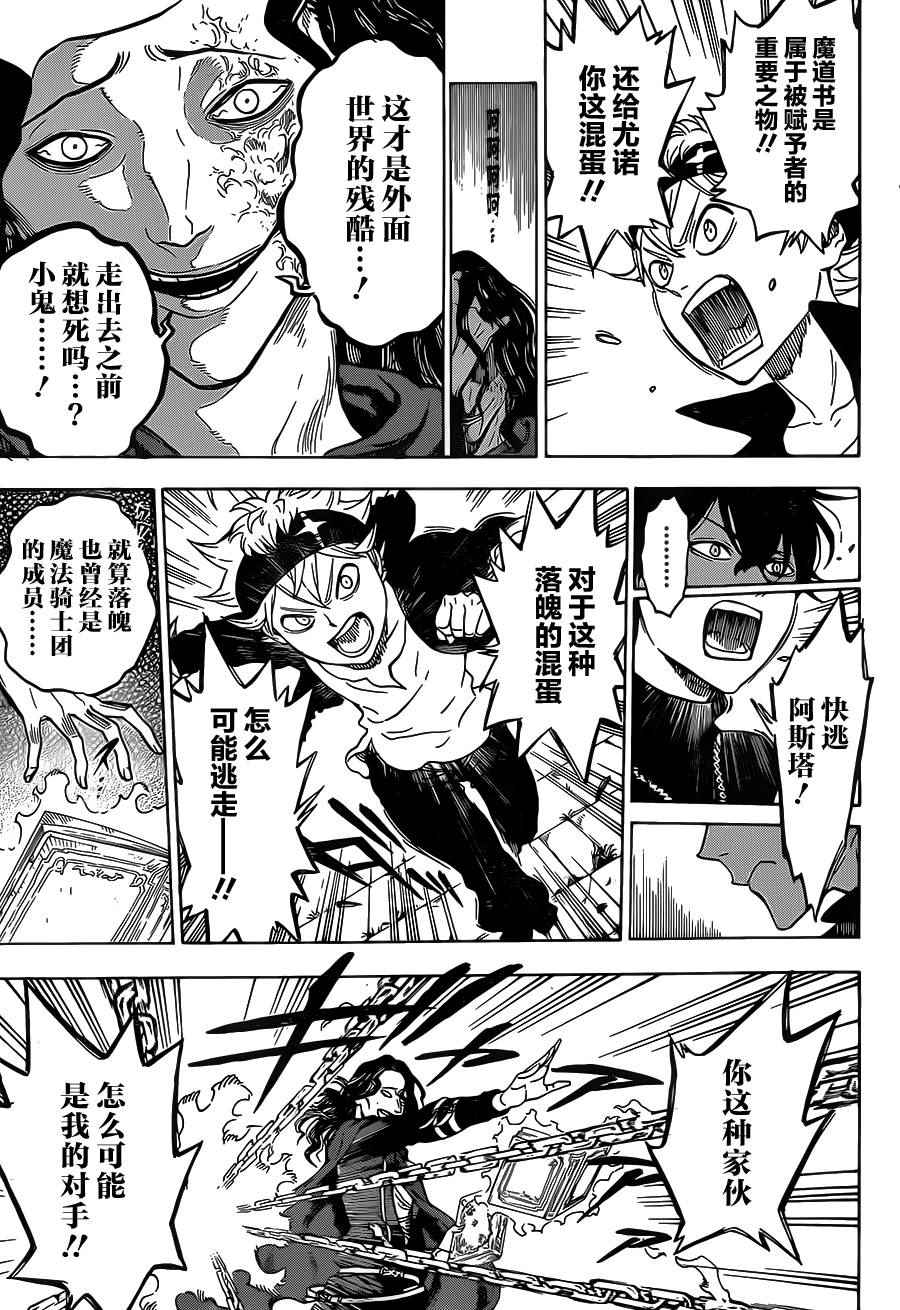 魔道书是
属于被赋予者的
重要之物!!
还给尤诺
你这混蛋!!
啊啊啊啊…
这才是外面
世界的残酷…!
走出去之前
就想死吗…?
小鬼………!
………
快逃
阿斯塔!
对于这种
落魄的混蛋
怎么
可能逃走——!!
就算落魄
也曾经是
魔法骑士团
的成员……
你这种家伙
怎么可能
是我的对手!!